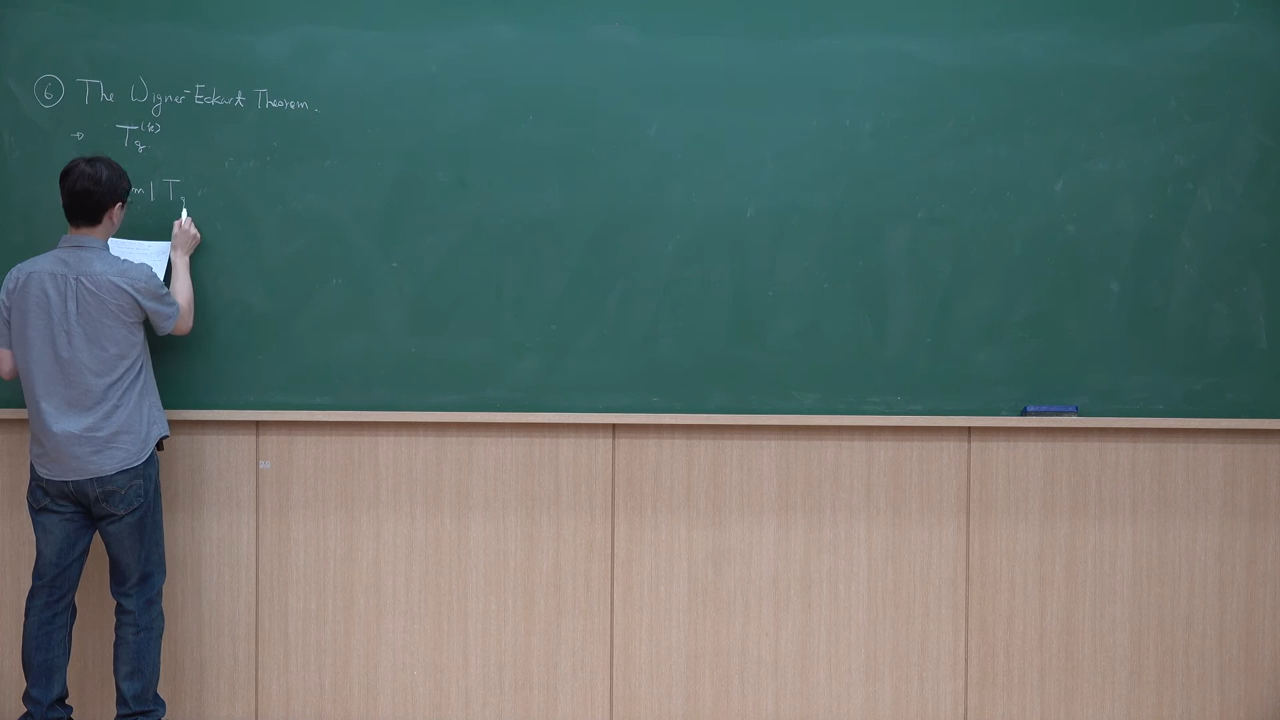 ⑥ The Wigner-Eckart Theorem.
→ T_q^(k)
m | T_q